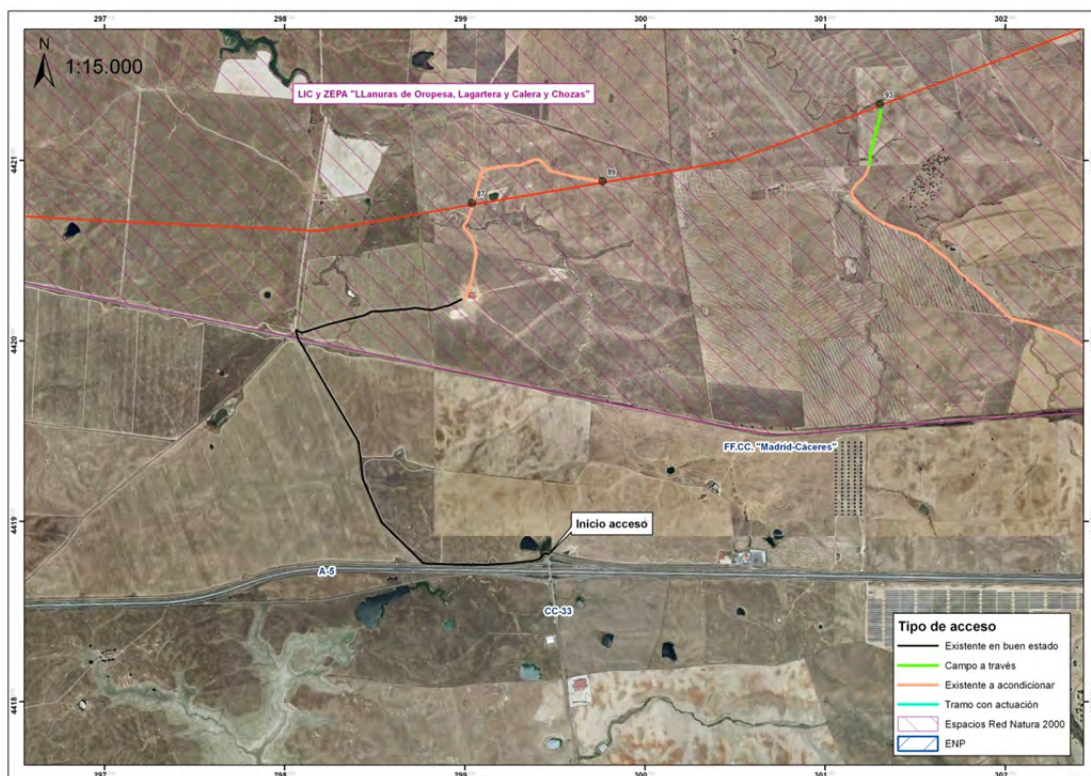 297
298
299
300
301
302
N
1:15.000
LIC y ZEPA "LLanuras de Oropesa, Lagartera y Calera y Chozas"
93
4421
89
87
4420
FF.CC. "Madrid-Cáceres"
4419
Inicio acceso
A-5
CC-33
4418
Tipo de acceso
Existente en buen estado
Campo a través
Existente a acondicionar
Tramo con actuación
Espacios Red Natura 2000
ENP
297
298
299
300
301
302